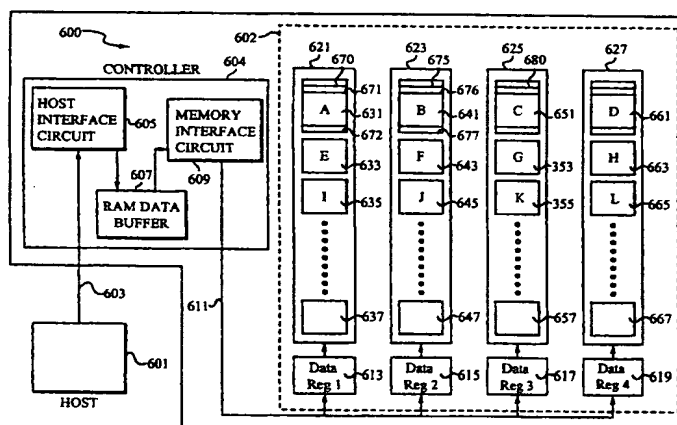 600
602
621
623
625
627
CONTROLLER
670
675
680
604
HOST
INTERFACE
CIRCUIT
605
MEMORY
INTERFACE
CIRCUIT
609
607
RAM DATA
BUFFER
671
A
631
672
676
B
641
677
C
651
D
661
E
633
F
643
G
353
H
663
I
635
J
645
K
355
L
665
637
647
657
667
603
611
601
HOST
Data
Reg 1
613
Data
Reg 2
615
Data
Reg 3
617
Data
Reg 4
619